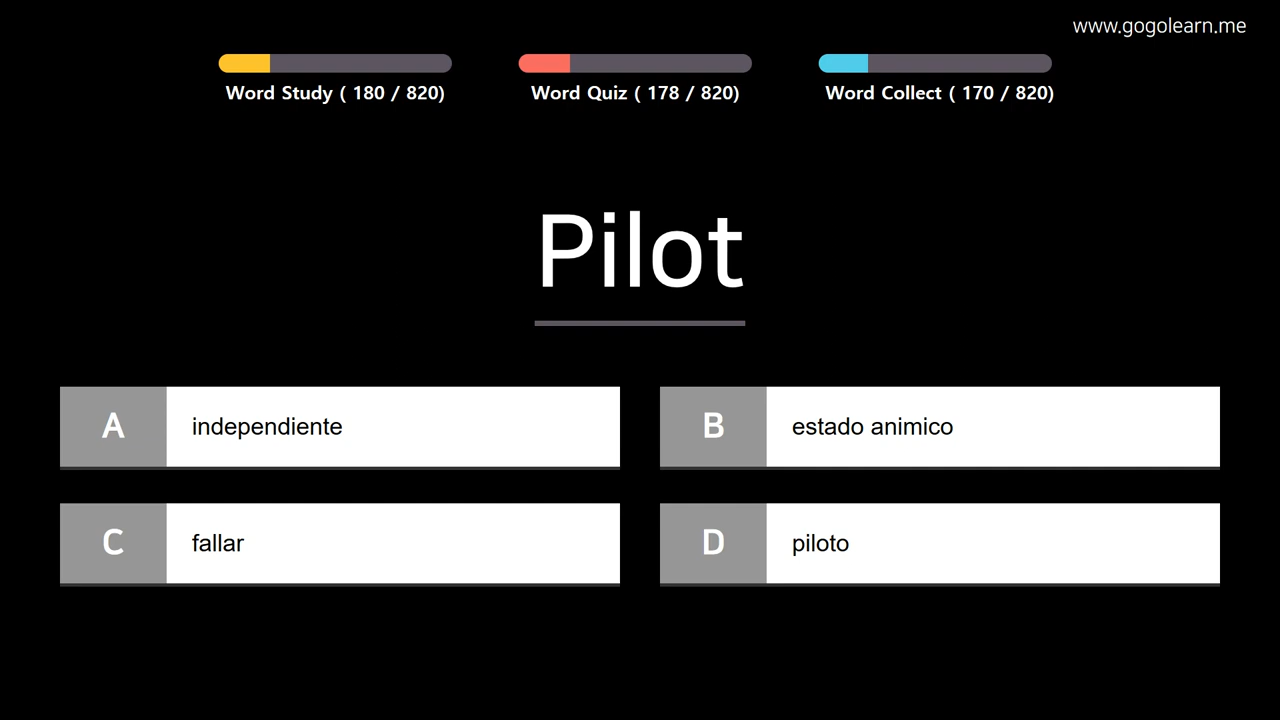 www.gogolearn.me
Word Study ( 180 / 820)
Word Quiz ( 178 / 820)
Word Collect ( 170 / 820)
Pilot
A independiente
B estado animico
C fallar
D piloto